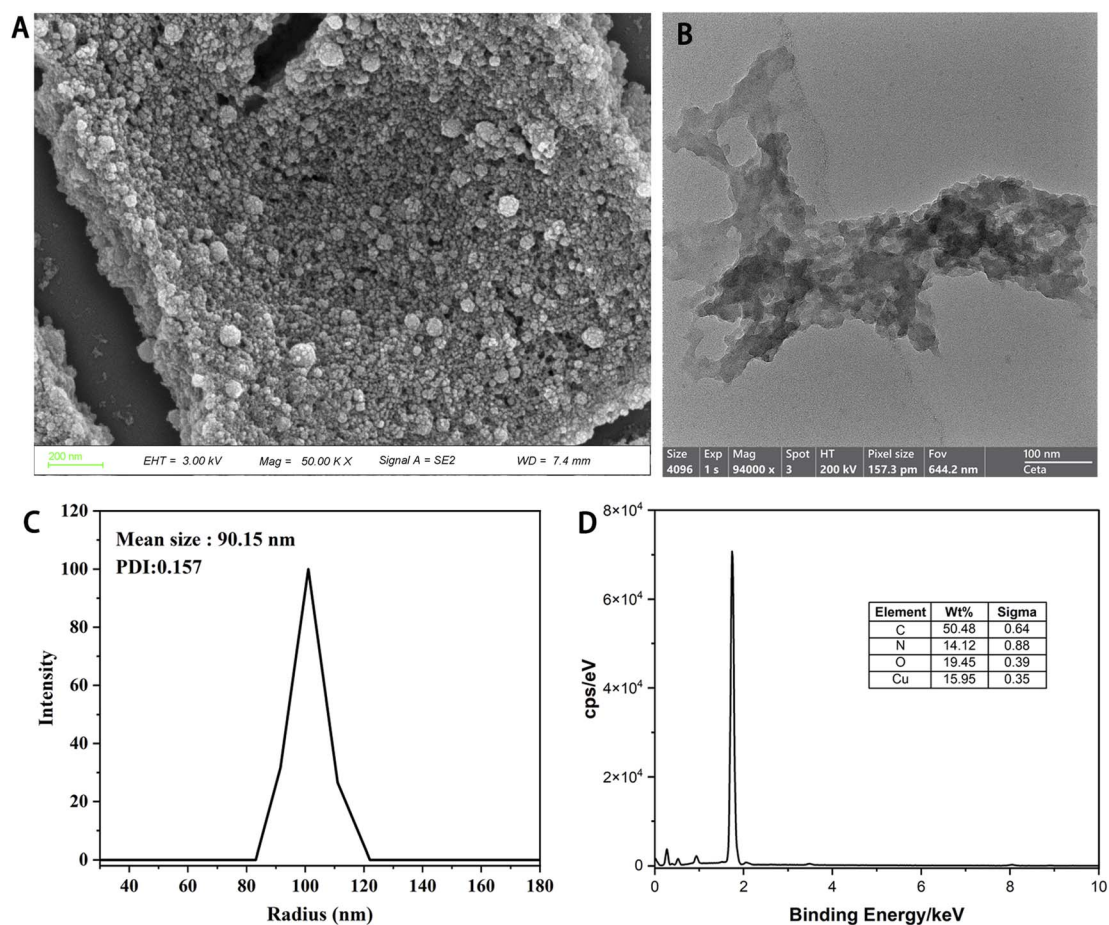 A
200 nm
EHT = 3.00 kV Mag = 50.00 K X Signal A = SE2 WD = 7.4 mm
B
Size Exp Mag Spot HT Pixel size Fov 100 nm
4096 1 s 94000 x 3 200 kV 157.3 pm 644.2 nm Ceta
C
Mean size : 90.15 nm
PDI:0.157
Intensity
120
100
80
60
40
20
0
40 60 80 100 120 140 160 180
Radius (nm)
D
cps/eV
8×10⁴
6×10⁴
4×10⁴
2×10⁴
0
Element Wt% Sigma
C 50.48 0.64
N 14.12 0.88
O 19.45 0.39
Cu 15.95 0.35
0 2 4 6 8 10
Binding Energy/keV